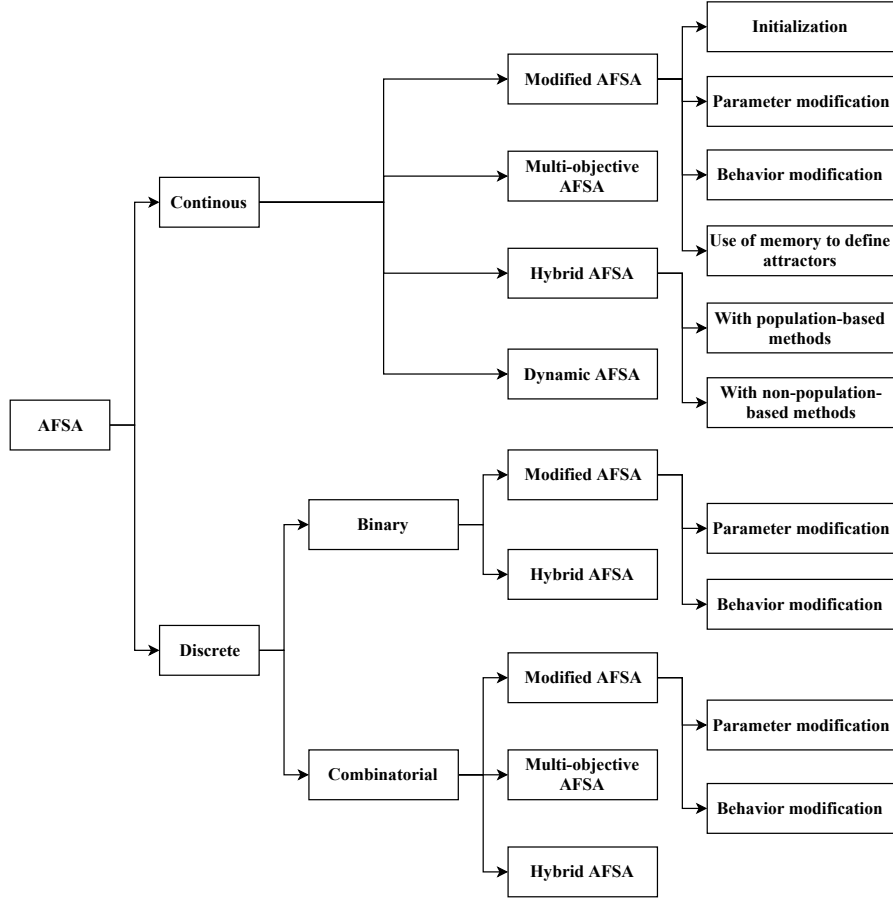 AFSA
Continous
Modified AFSA
Initialization
Parameter modification
Behavior modification
Use of memory to define
attractors
Multi-objective
AFSA
Hybrid AFSA
With population-based
methods
With non-population-
based methods
Dynamic AFSA
Discrete
Binary
Modified AFSA
Parameter modification
Behavior modification
Hybrid AFSA
Combinatorial
Modified AFSA
Parameter modification
Behavior modification
Multi-objective
AFSA
Hybrid AFSA